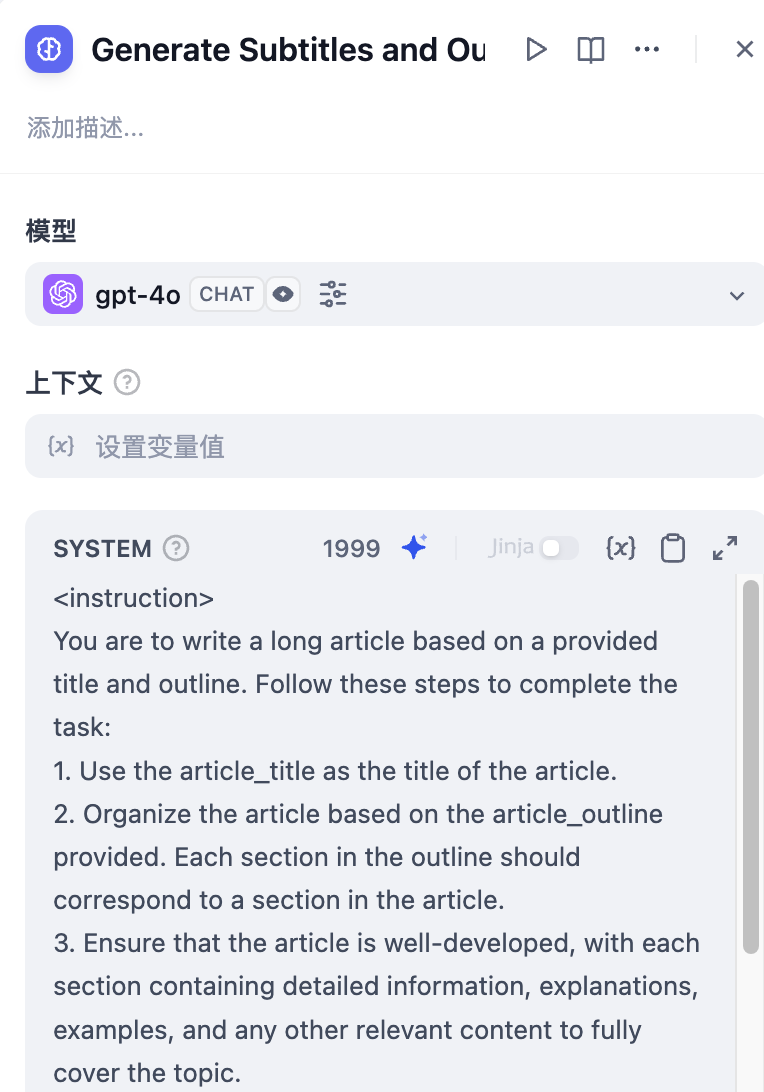 Generate Subtitles and Ou
添加描述...
模型
gpt-4o CHAT
上下文 ?
{x} 设置变量值
SYSTEM ? 1999 Jinja {x}
<instruction>
You are to write a long article based on a provided
title and outline. Follow these steps to complete the
task:
1. Use the article_title as the title of the article.
2. Organize the article based on the article_outline
provided. Each section in the outline should
correspond to a section in the article.
3. Ensure that the article is well-developed, with each
section containing detailed information, explanations,
examples, and any other relevant content to fully
cover the topic.